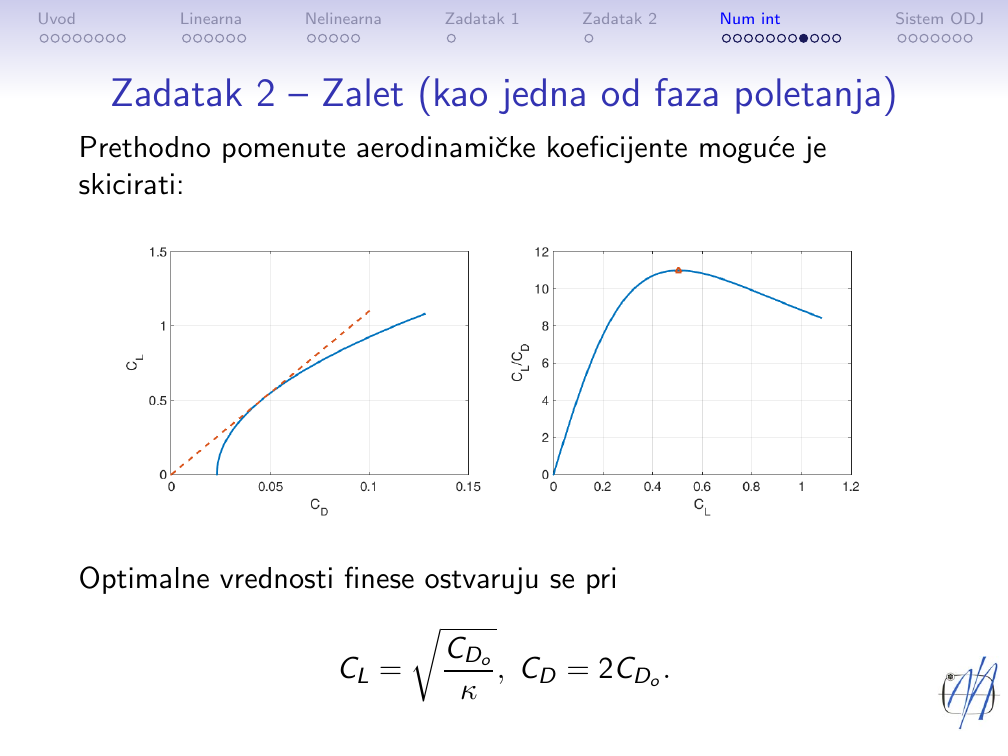 Uvod Linearna Nelinearna Zadatak 1 Zadatak 2 Num int Sistem ODJ
Zadatak 2 – Zalet (kao jedna od faza poletanja)
Prethodno pomenute aerodinamičke koeficijente moguće je
skicirati:
1.5
1
0.5
0
C_L
0 0.05 0.1 0.15
C_D
12
10
8
6
4
2
0
C_L/C_D
0 0.2 0.4 0.6 0.8 1 1.2
C_L
Optimalne vrednosti finese ostvaruju se pri
C_L = √(C_{D_o}/κ), C_D = 2C_{D_o}.